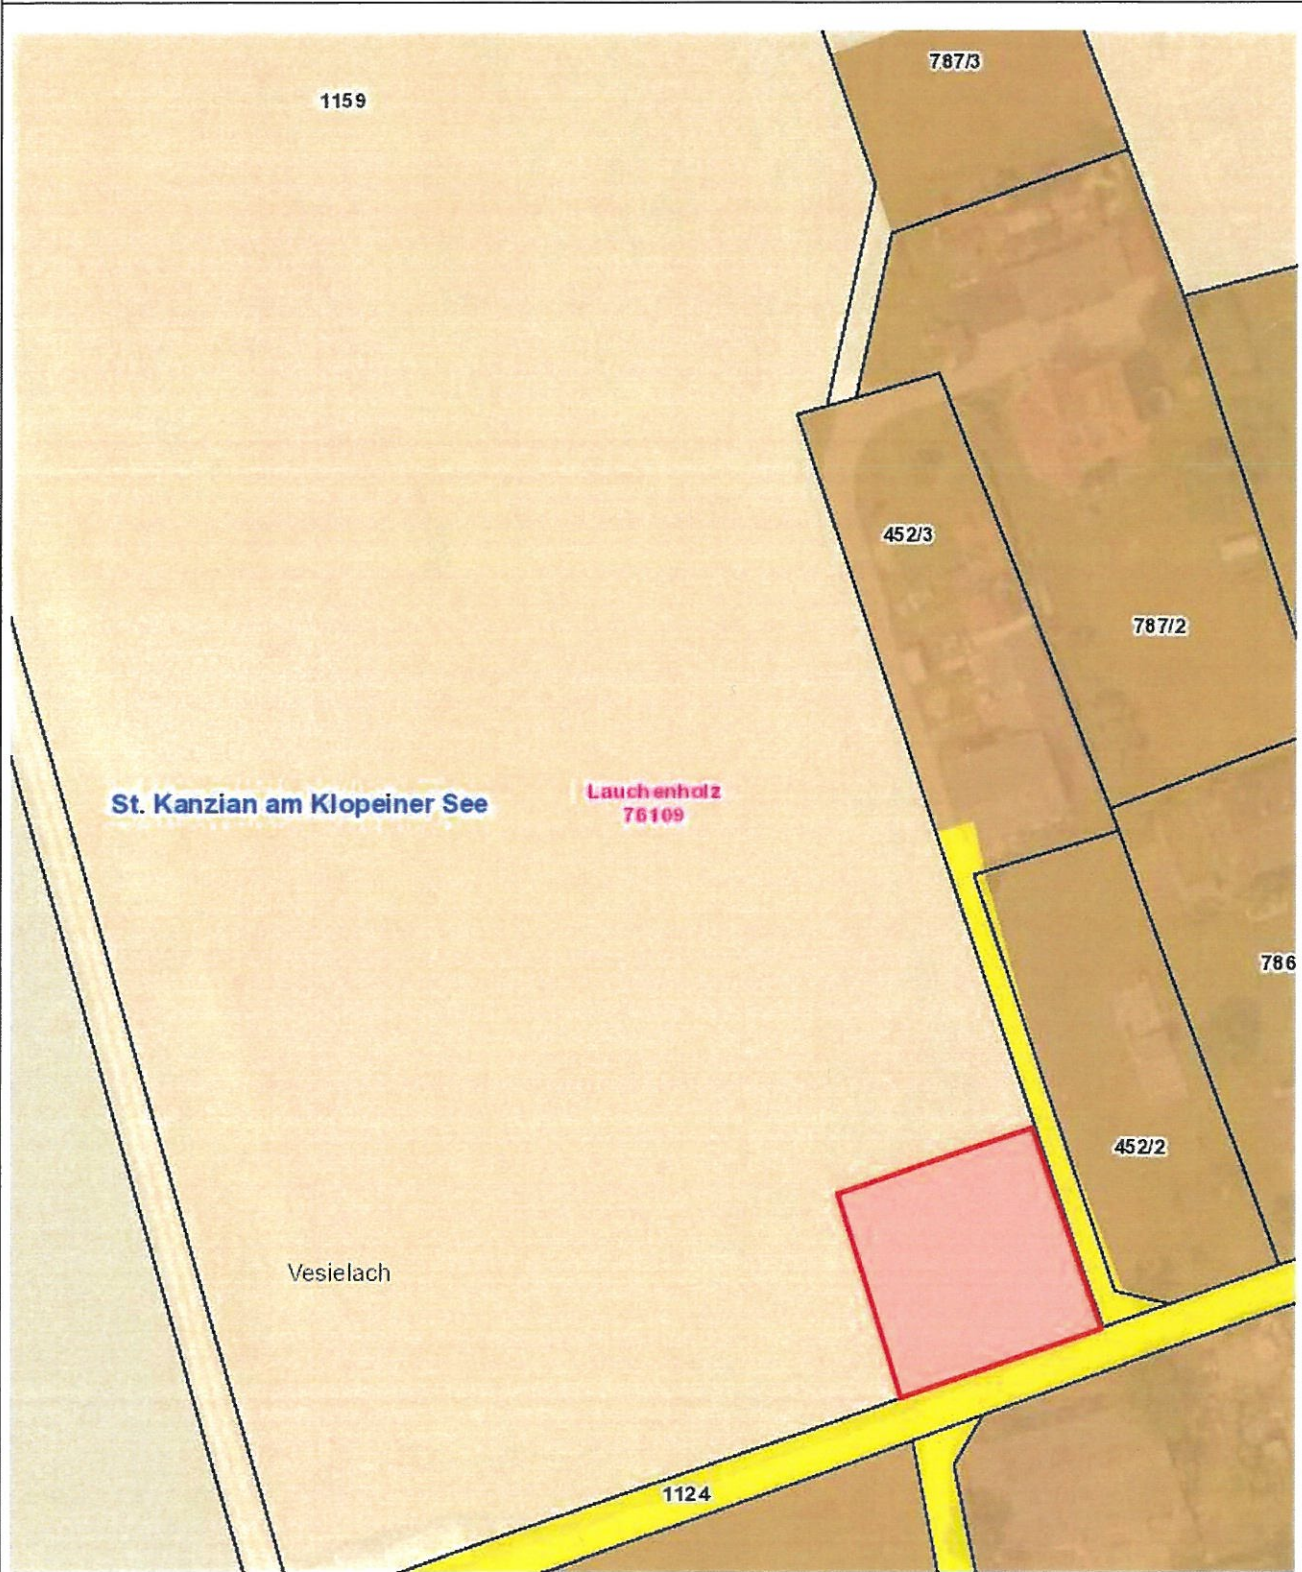 787/3
1159
452/3
787/2
St. Kanzian am Klopeiner See
Lauchenholz
76109
786
452/2
Vesielach
1124